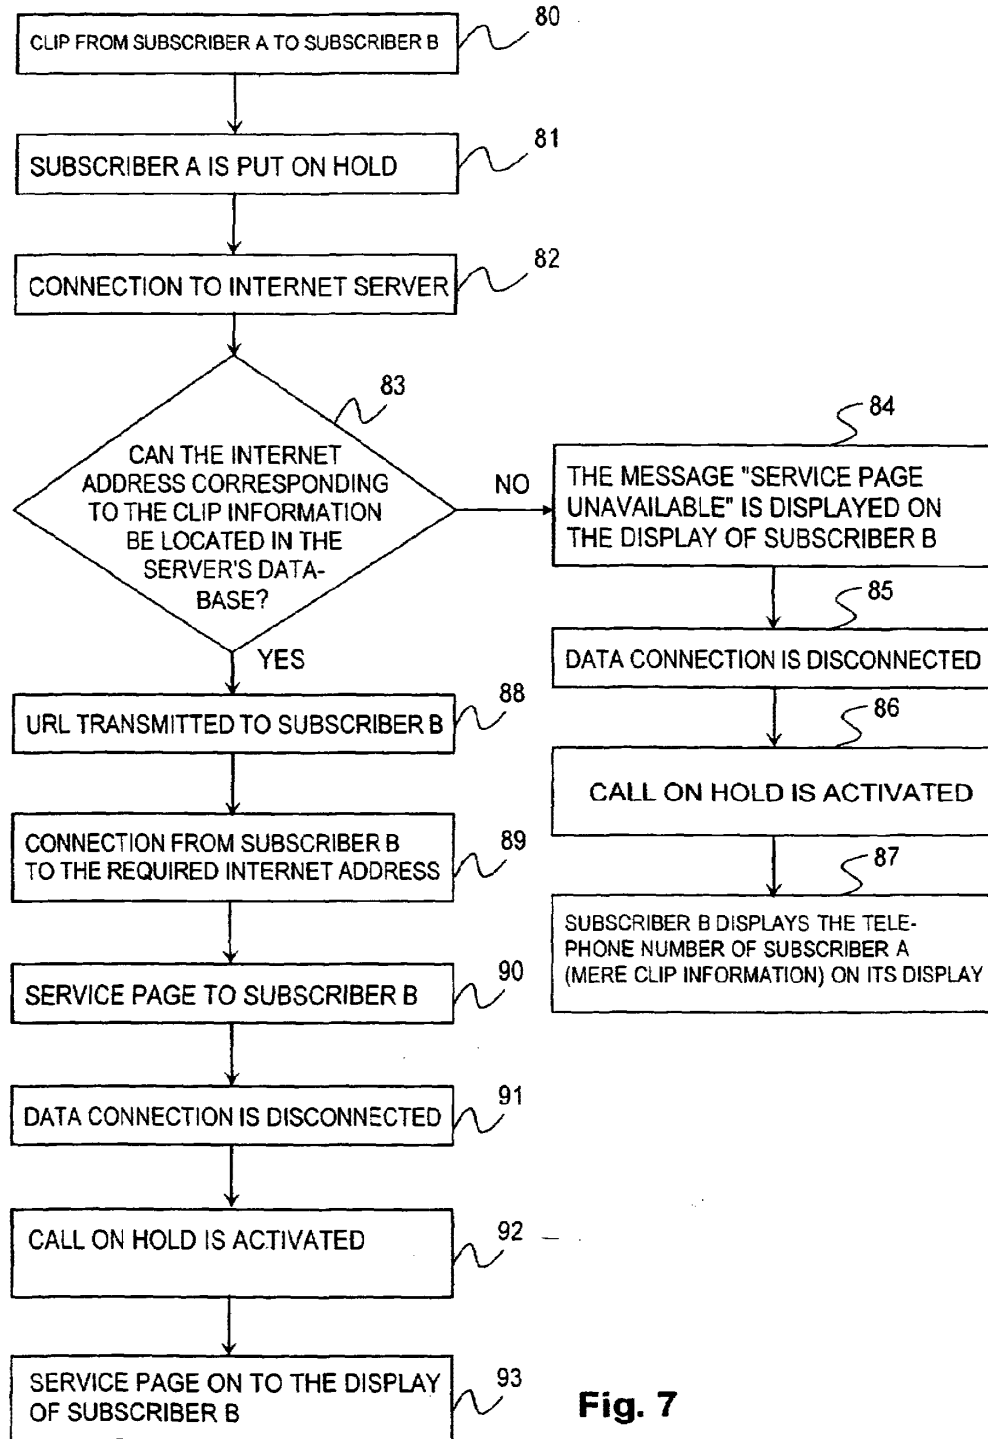 CLIP FROM SUBSCRIBER A TO SUBSCRIBER B
80
SUBSCRIBER A IS PUT ON HOLD
81
CONNECTION TO INTERNET SERVER
82
83
CAN THE INTERNET
ADDRESS CORRESPONDING
TO THE CLIP INFORMATION
BE LOCATED IN THE
SERVER'S DATA-
BASE?
NO
84
THE MESSAGE "SERVICE PAGE
UNAVAILABLE" IS DISPLAYED ON
THE DISPLAY OF SUBSCRIBER B
85
DATA CONNECTION IS DISCONNECTED
86
CALL ON HOLD IS ACTIVATED
87
SUBSCRIBER B DISPLAYS THE TELE-
PHONE NUMBER OF SUBSCRIBER A
(MERE CLIP INFORMATION) ON ITS DISPLAY
YES
URL TRANSMITTED TO SUBSCRIBER B
88
CONNECTION FROM SUBSCRIBER B
TO THE REQUIRED INTERNET ADDRESS
89
SERVICE PAGE TO SUBSCRIBER B
90
DATA CONNECTION IS DISCONNECTED
91
CALL ON HOLD IS ACTIVATED
92
SERVICE PAGE ON TO THE DISPLAY
OF SUBSCRIBER B
93
Fig. 7